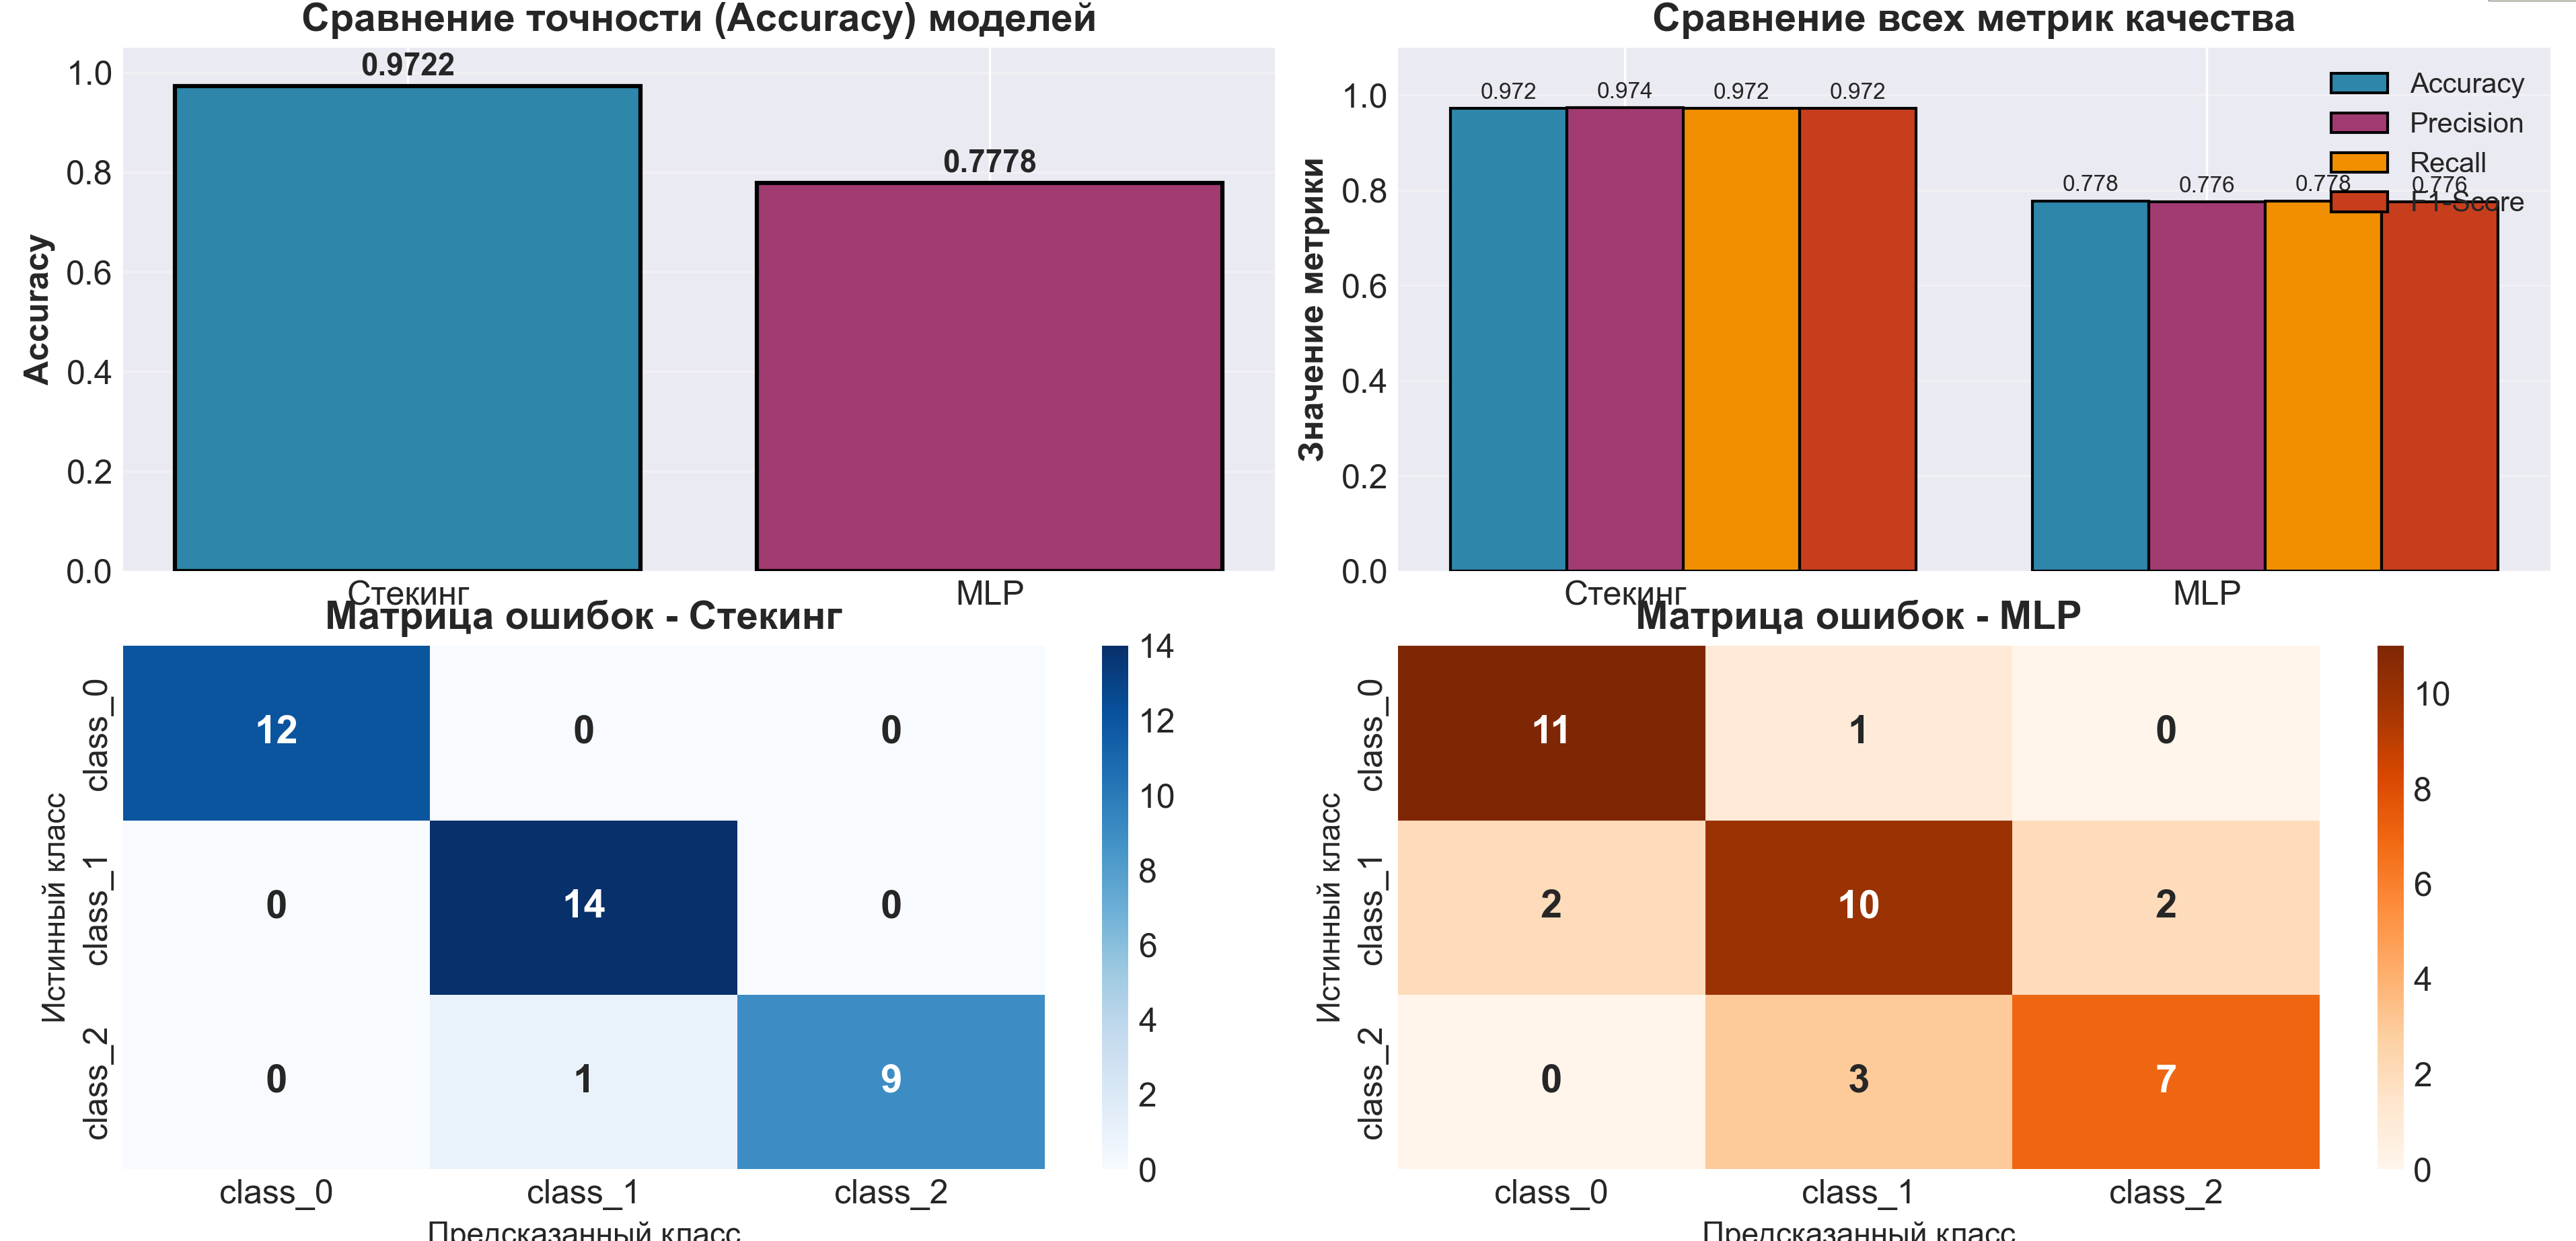 Сравнение точности (Accuracy) моделей
Accuracy
1.0
0.8
0.6
0.4
0.2
0.0
0.9722
0.7778
Стекинг
MLP
Сравнение всех метрик качества
Значение метрики
1.0
0.8
0.6
0.4
0.2
0.0
0.972
0.974
0.972
0.972
0.778
0.776
0.778
0.776
Accuracy
Precision
Recall
F1-Score
Стекинг
MLP
Матрица ошибок - Стекинг
Истинный класс
class_0
class_1
class_2
12 0 0
0 14 0
0 1 9
class_0 class_1 class_2
Предсказанный класс
14
12
10
8
6
4
2
0
Матрица ошибок - MLP
Истинный класс
class_0
class_1
class_2
11 1 0
2 10 2
0 3 7
class_0 class_1 class_2
Предсказанный класс
10
8
6
4
2
0